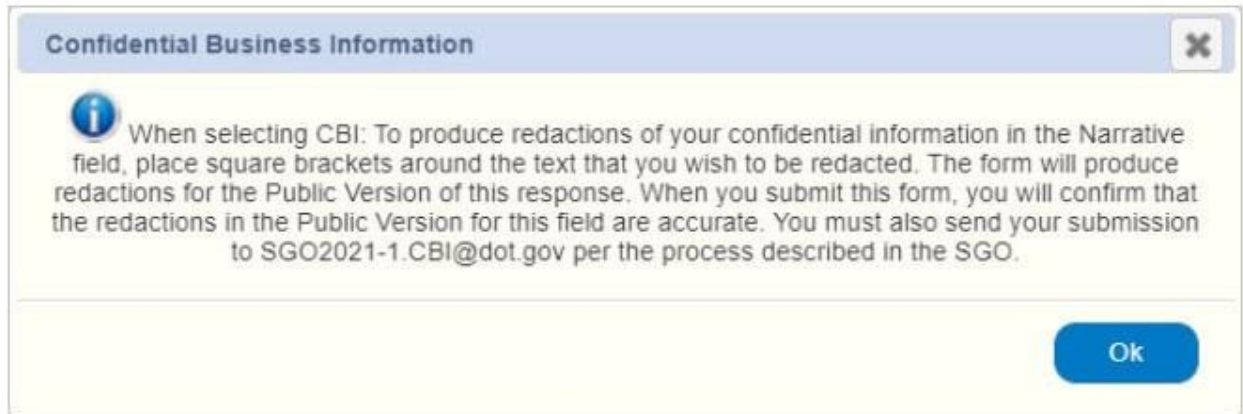 Confidential Business Information
When selecting CBI: To produce redactions of your confidential information in the Narrative
field, place square brackets around the text that you wish to be redacted. The form will produce
redactions for the Public Version of this response. When you submit this form, you will confirm that
the redactions in the Public Version for this field are accurate. You must also send your submission
to SGO2021-1.CBI@dot.gov per the process described in the SGO.
Ok